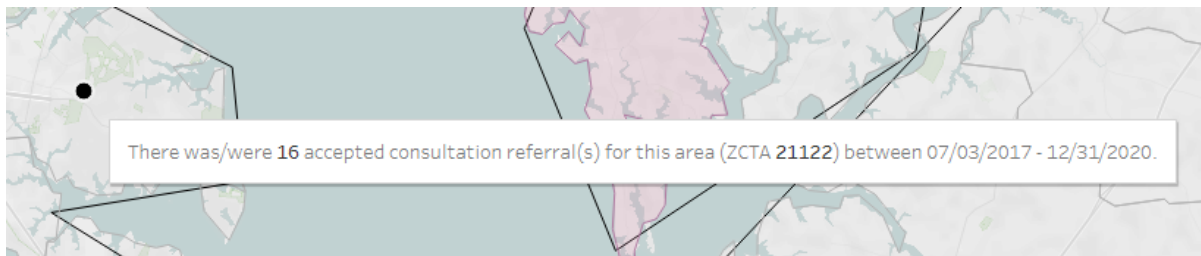 There was/were 16 accepted consultation referral(s) for this area (ZCTA 21122) between 07/03/2017 - 12/31/2020.